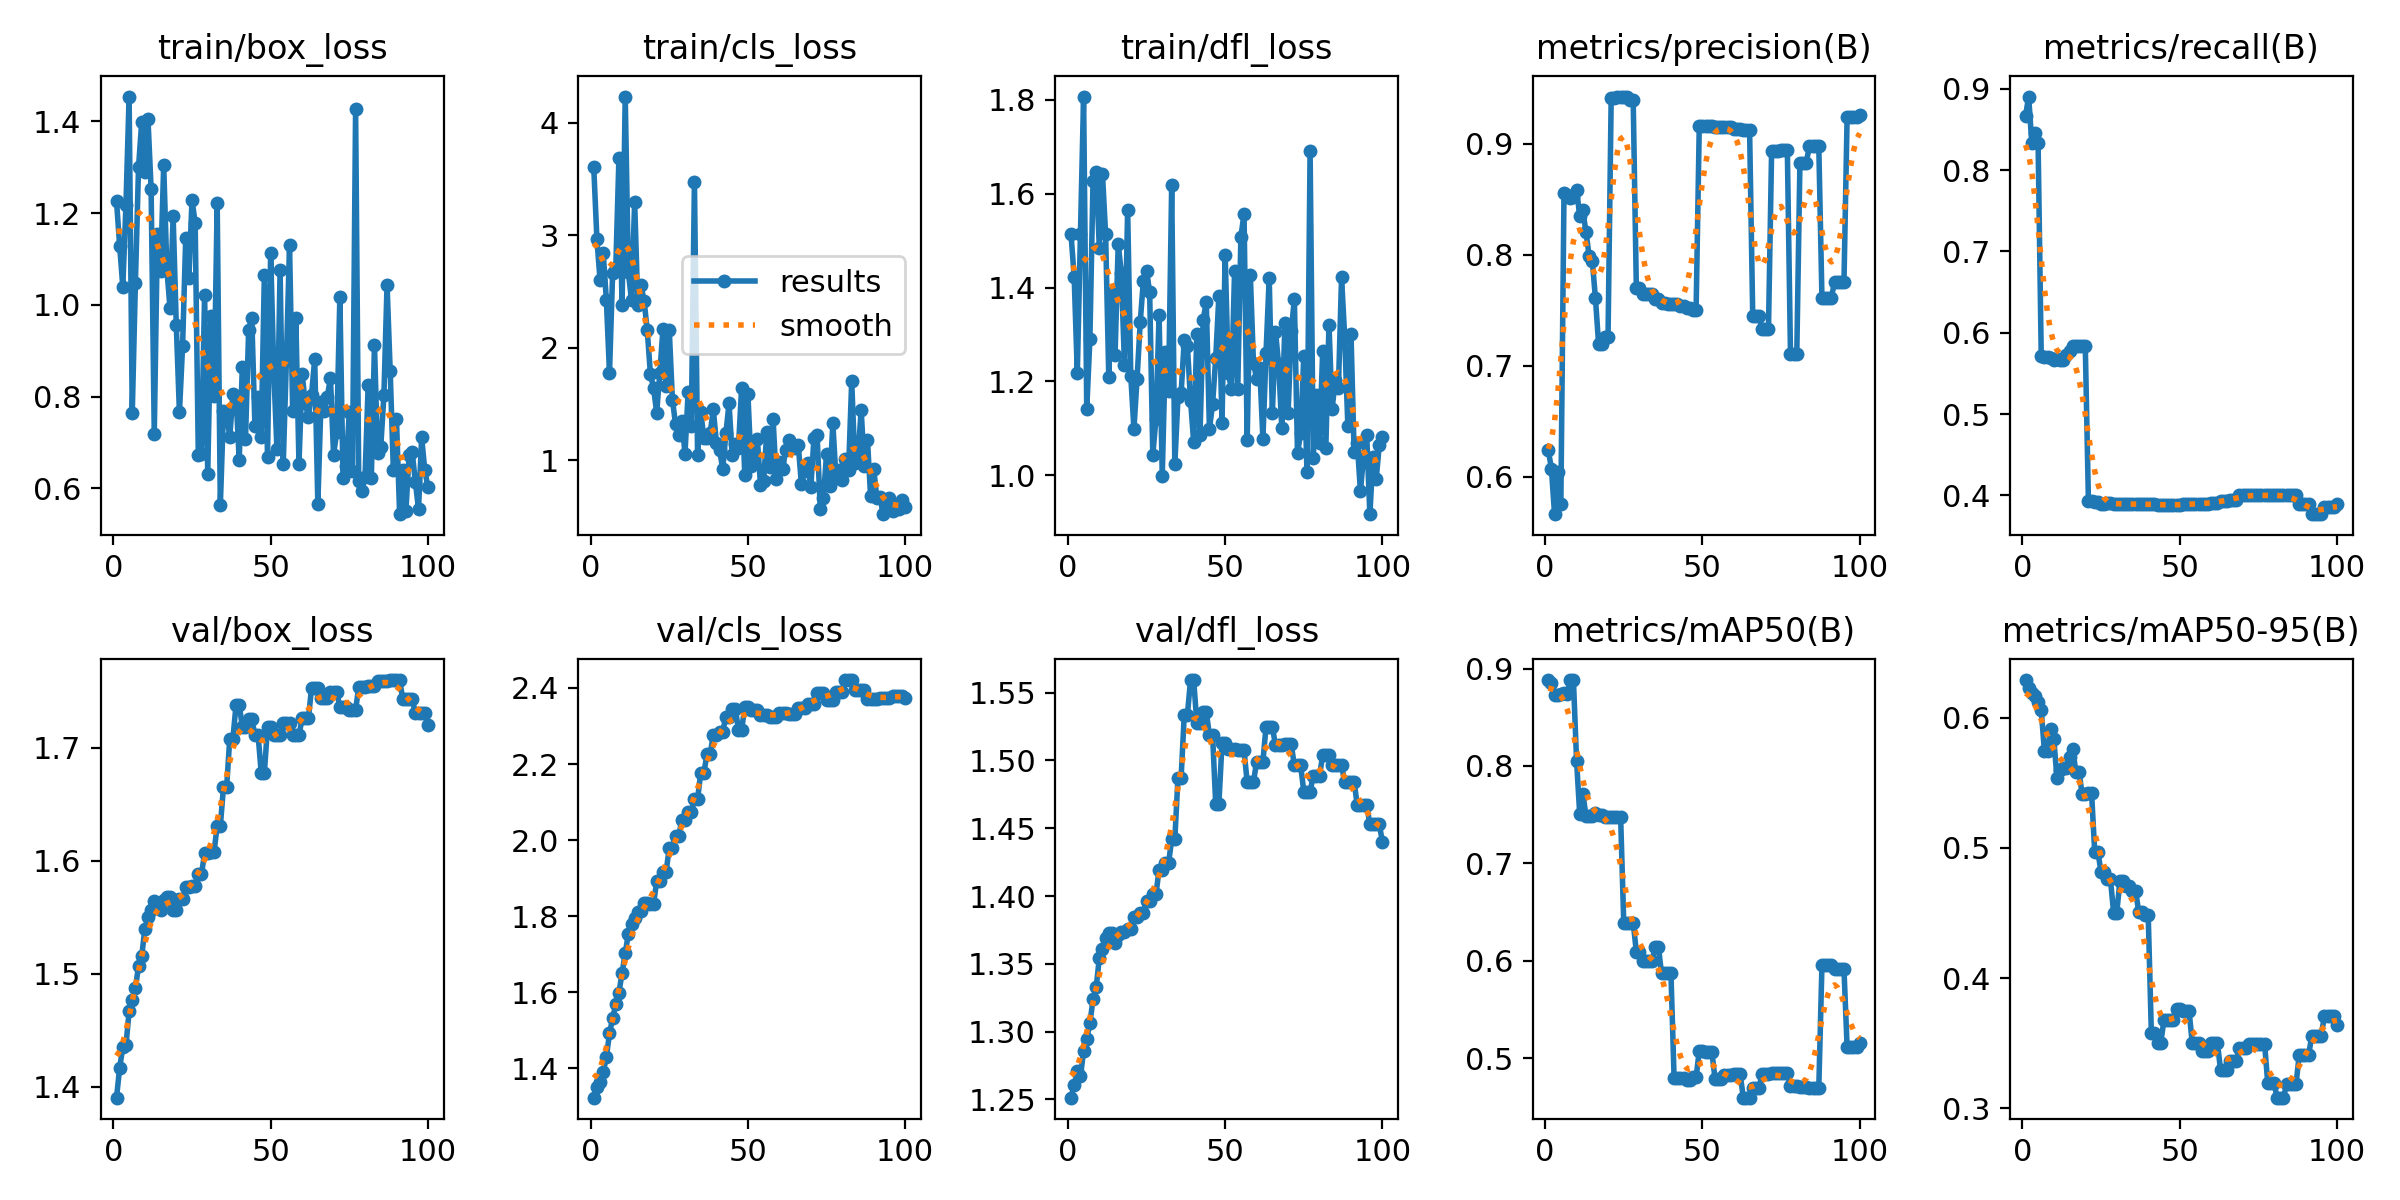 train/box_loss
1.4
1.2
1.0
0.8
0.6
0 50 100
train/cls_loss
4
3
2
1
results
smooth
0 50 100
train/dfl_loss
1.8
1.6
1.4
1.2
1.0
0 50 100
metrics/precision(B)
0.9
0.8
0.7
0.6
0 50 100
metrics/recall(B)
0.9
0.8
0.7
0.6
0.5
0.4
0 50 100
val/box_loss
1.7
1.6
1.5
1.4
0 50 100
val/cls_loss
2.4
2.2
2.0
1.8
1.6
1.4
0 50 100
val/dfl_loss
1.55
1.50
1.45
1.40
1.35
1.30
1.25
0 50 100
metrics/mAP50(B)
0.9
0.8
0.7
0.6
0.5
0 50 100
metrics/mAP50-95(B)
0.6
0.5
0.4
0.3
0 50 100